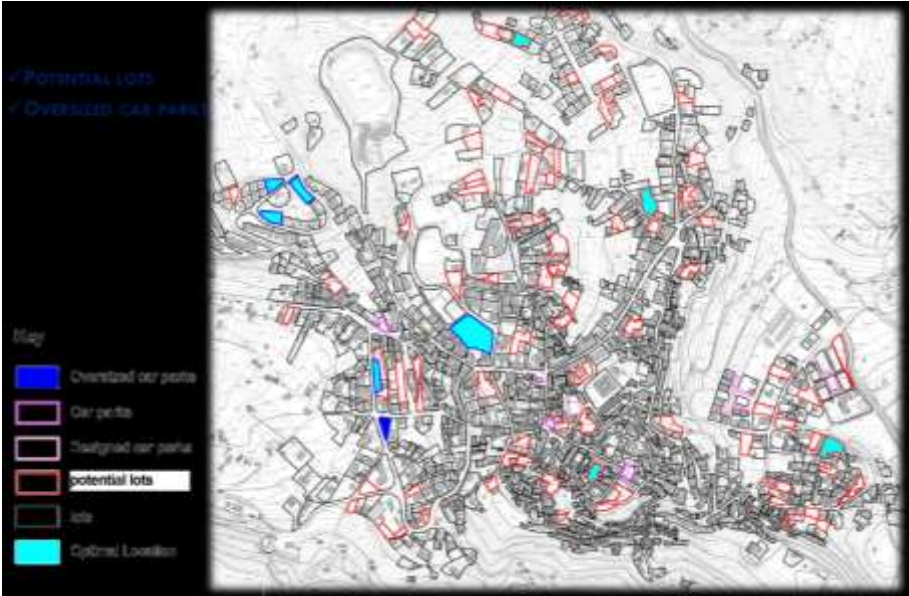 ✓POTENTIAL LOTS
✓OVERSIZED CAR PARKS
Key
Oversized car parks
Car parks
Designed car parks
potential lots
lots
Optimal Location